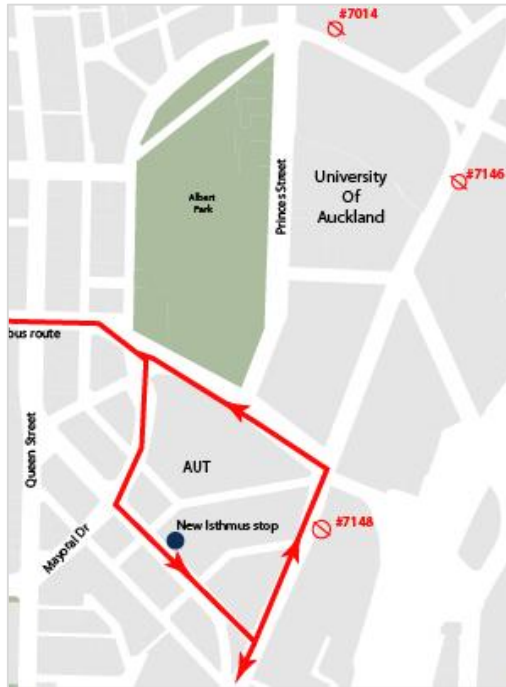 #7014
#7146
University
Of
Auckland
Albert
Park
Princes Street
bus route
Queen Street
AUT
New Isthmus stop
#7148
Mayoral Dr